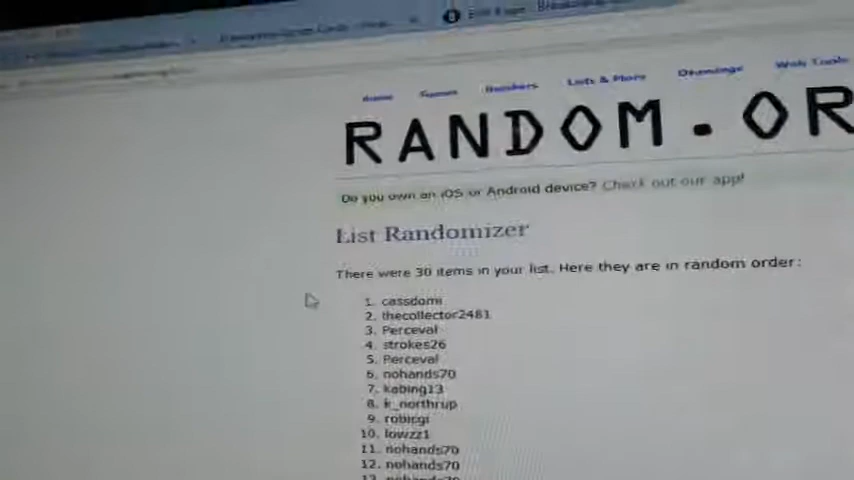 Home Games Numbers Lists & More Drawings Web Tools
RANDOM.OR
Do you own an iOS or Android device? Check out our app!
List Randomizer
There were 30 items in your list. Here they are in random order:
1. cassdomi
2. thecollector2481
3. Perceval
4. strokes26
5. Perceval
6. nohands70
7. kabing13
8. k_northrup
9. robicgi
10. lowzz1
11. nohands70
12. nohands70
13. nohands70